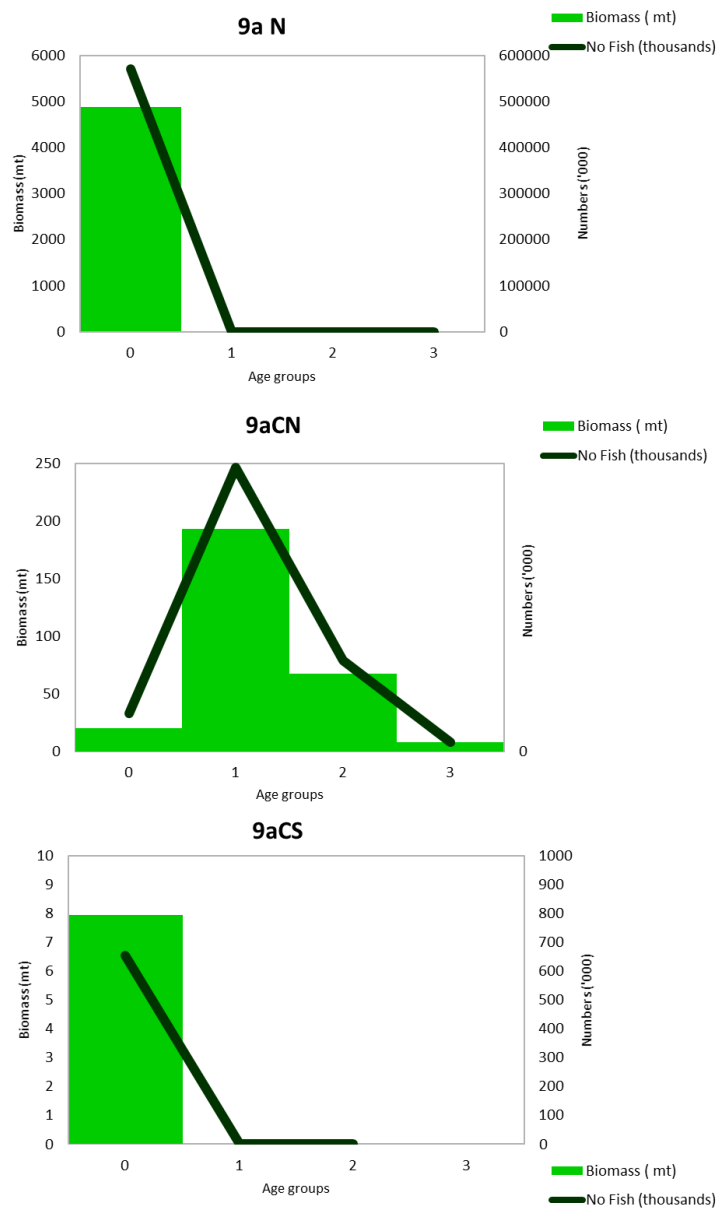 9a N
Biomass ( mt)
No Fish (thousands)
6000
5000
4000
3000
2000
1000
0
Biomass (mt)
600000
500000
400000
300000
200000
100000
0
Numbers ('000)
0 1 2 3
Age groups
9aCN
Biomass ( mt)
No Fish (thousands)
250
200
150
100
50
0
Biomass (mt)
0
Numbers ('000)
0 1 2 3
Age groups
9aCS
10
9
8
7
6
5
4
3
2
1
0
Biomass (mt)
1000
900
800
700
600
500
400
300
200
100
0
Numbers ('000)
0 1 2 3
Age groups
Biomass ( mt)
No Fish (thousands)